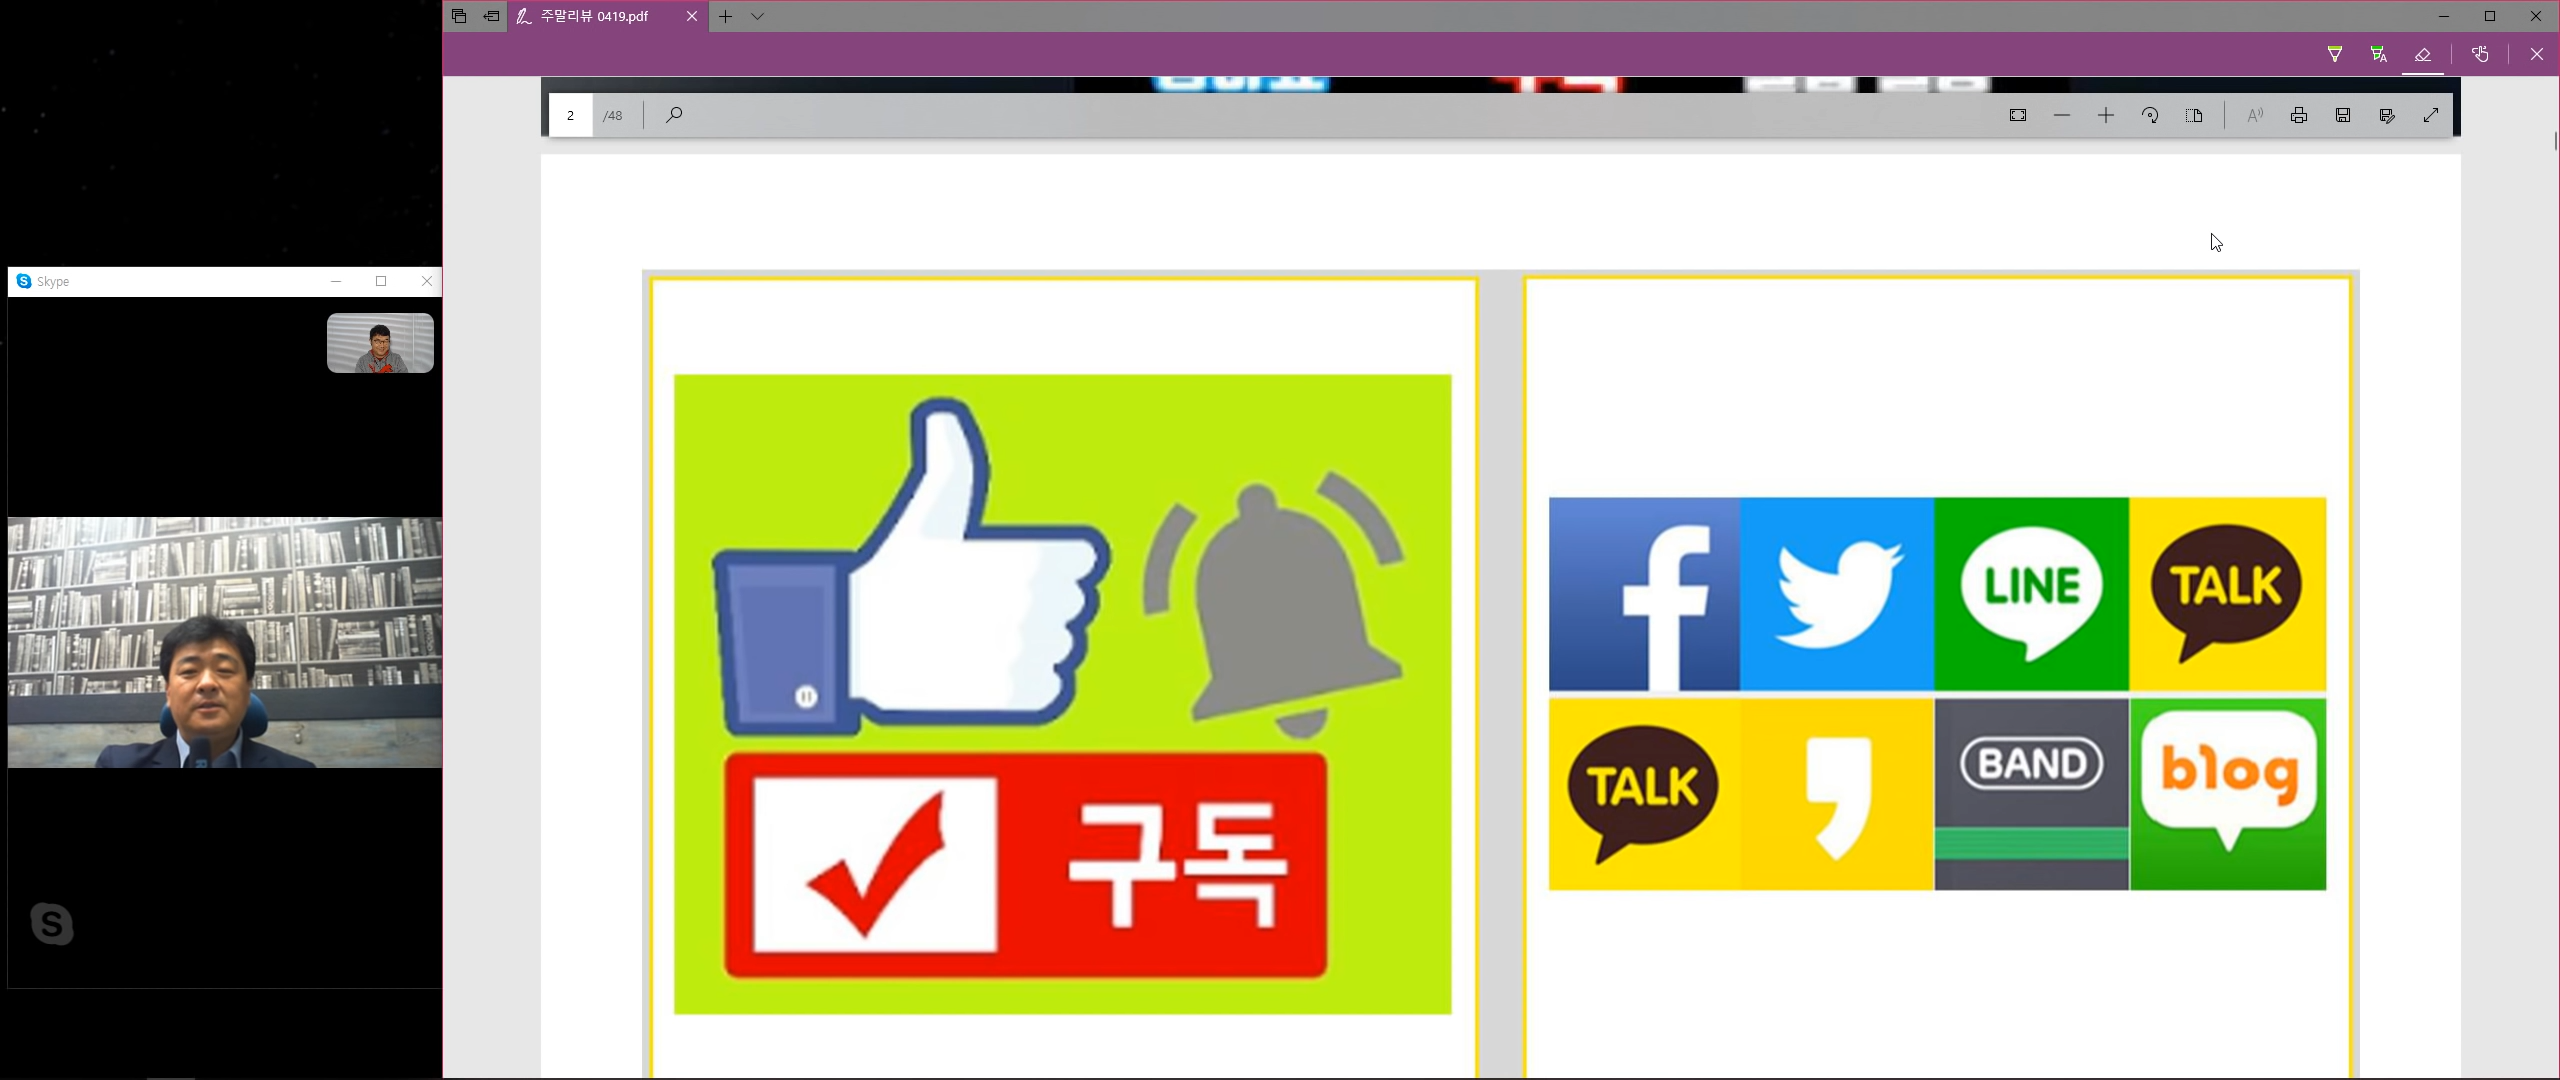 주말리뷰 0419.pdf
2 /48
Skype
LINE
TALK
TALK
BAND
blog
구독